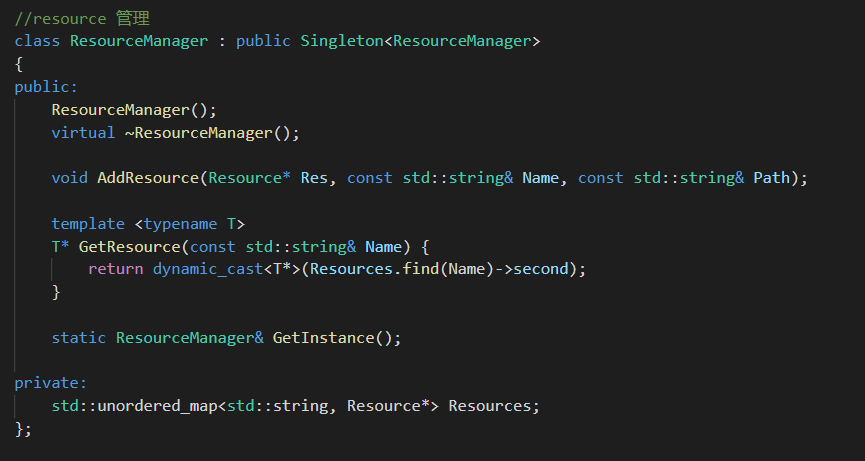 //resource 管理
class ResourceManager : public Singleton<ResourceManager>
{
public:
    ResourceManager();
    virtual ~ResourceManager();
    void AddResource(Resource* Res, const std::string& Name, const std::string& Path);
    template <typename T>
    T* GetResource(const std::string& Name) {
        return dynamic_cast<T*>(Resources.find(Name)->second);
    }
    static ResourceManager& GetInstance();
private:
    std::unordered_map<std::string, Resource*> Resources;
};